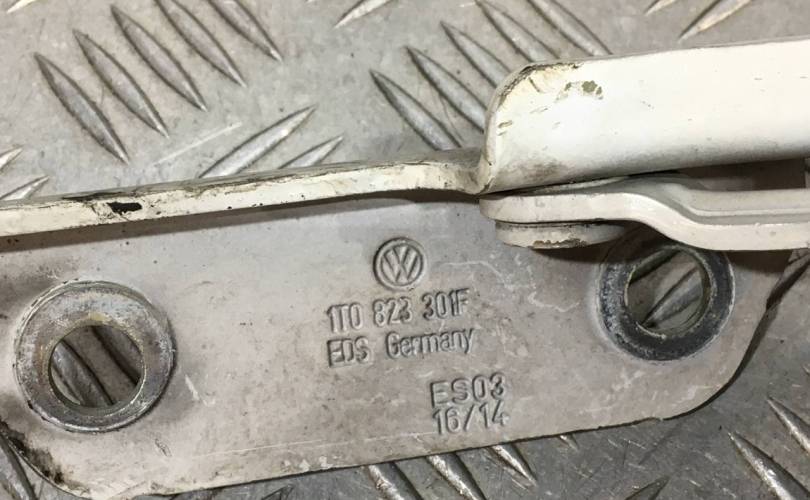 1T0 823 301F
EDS Germany
ES03
16/14